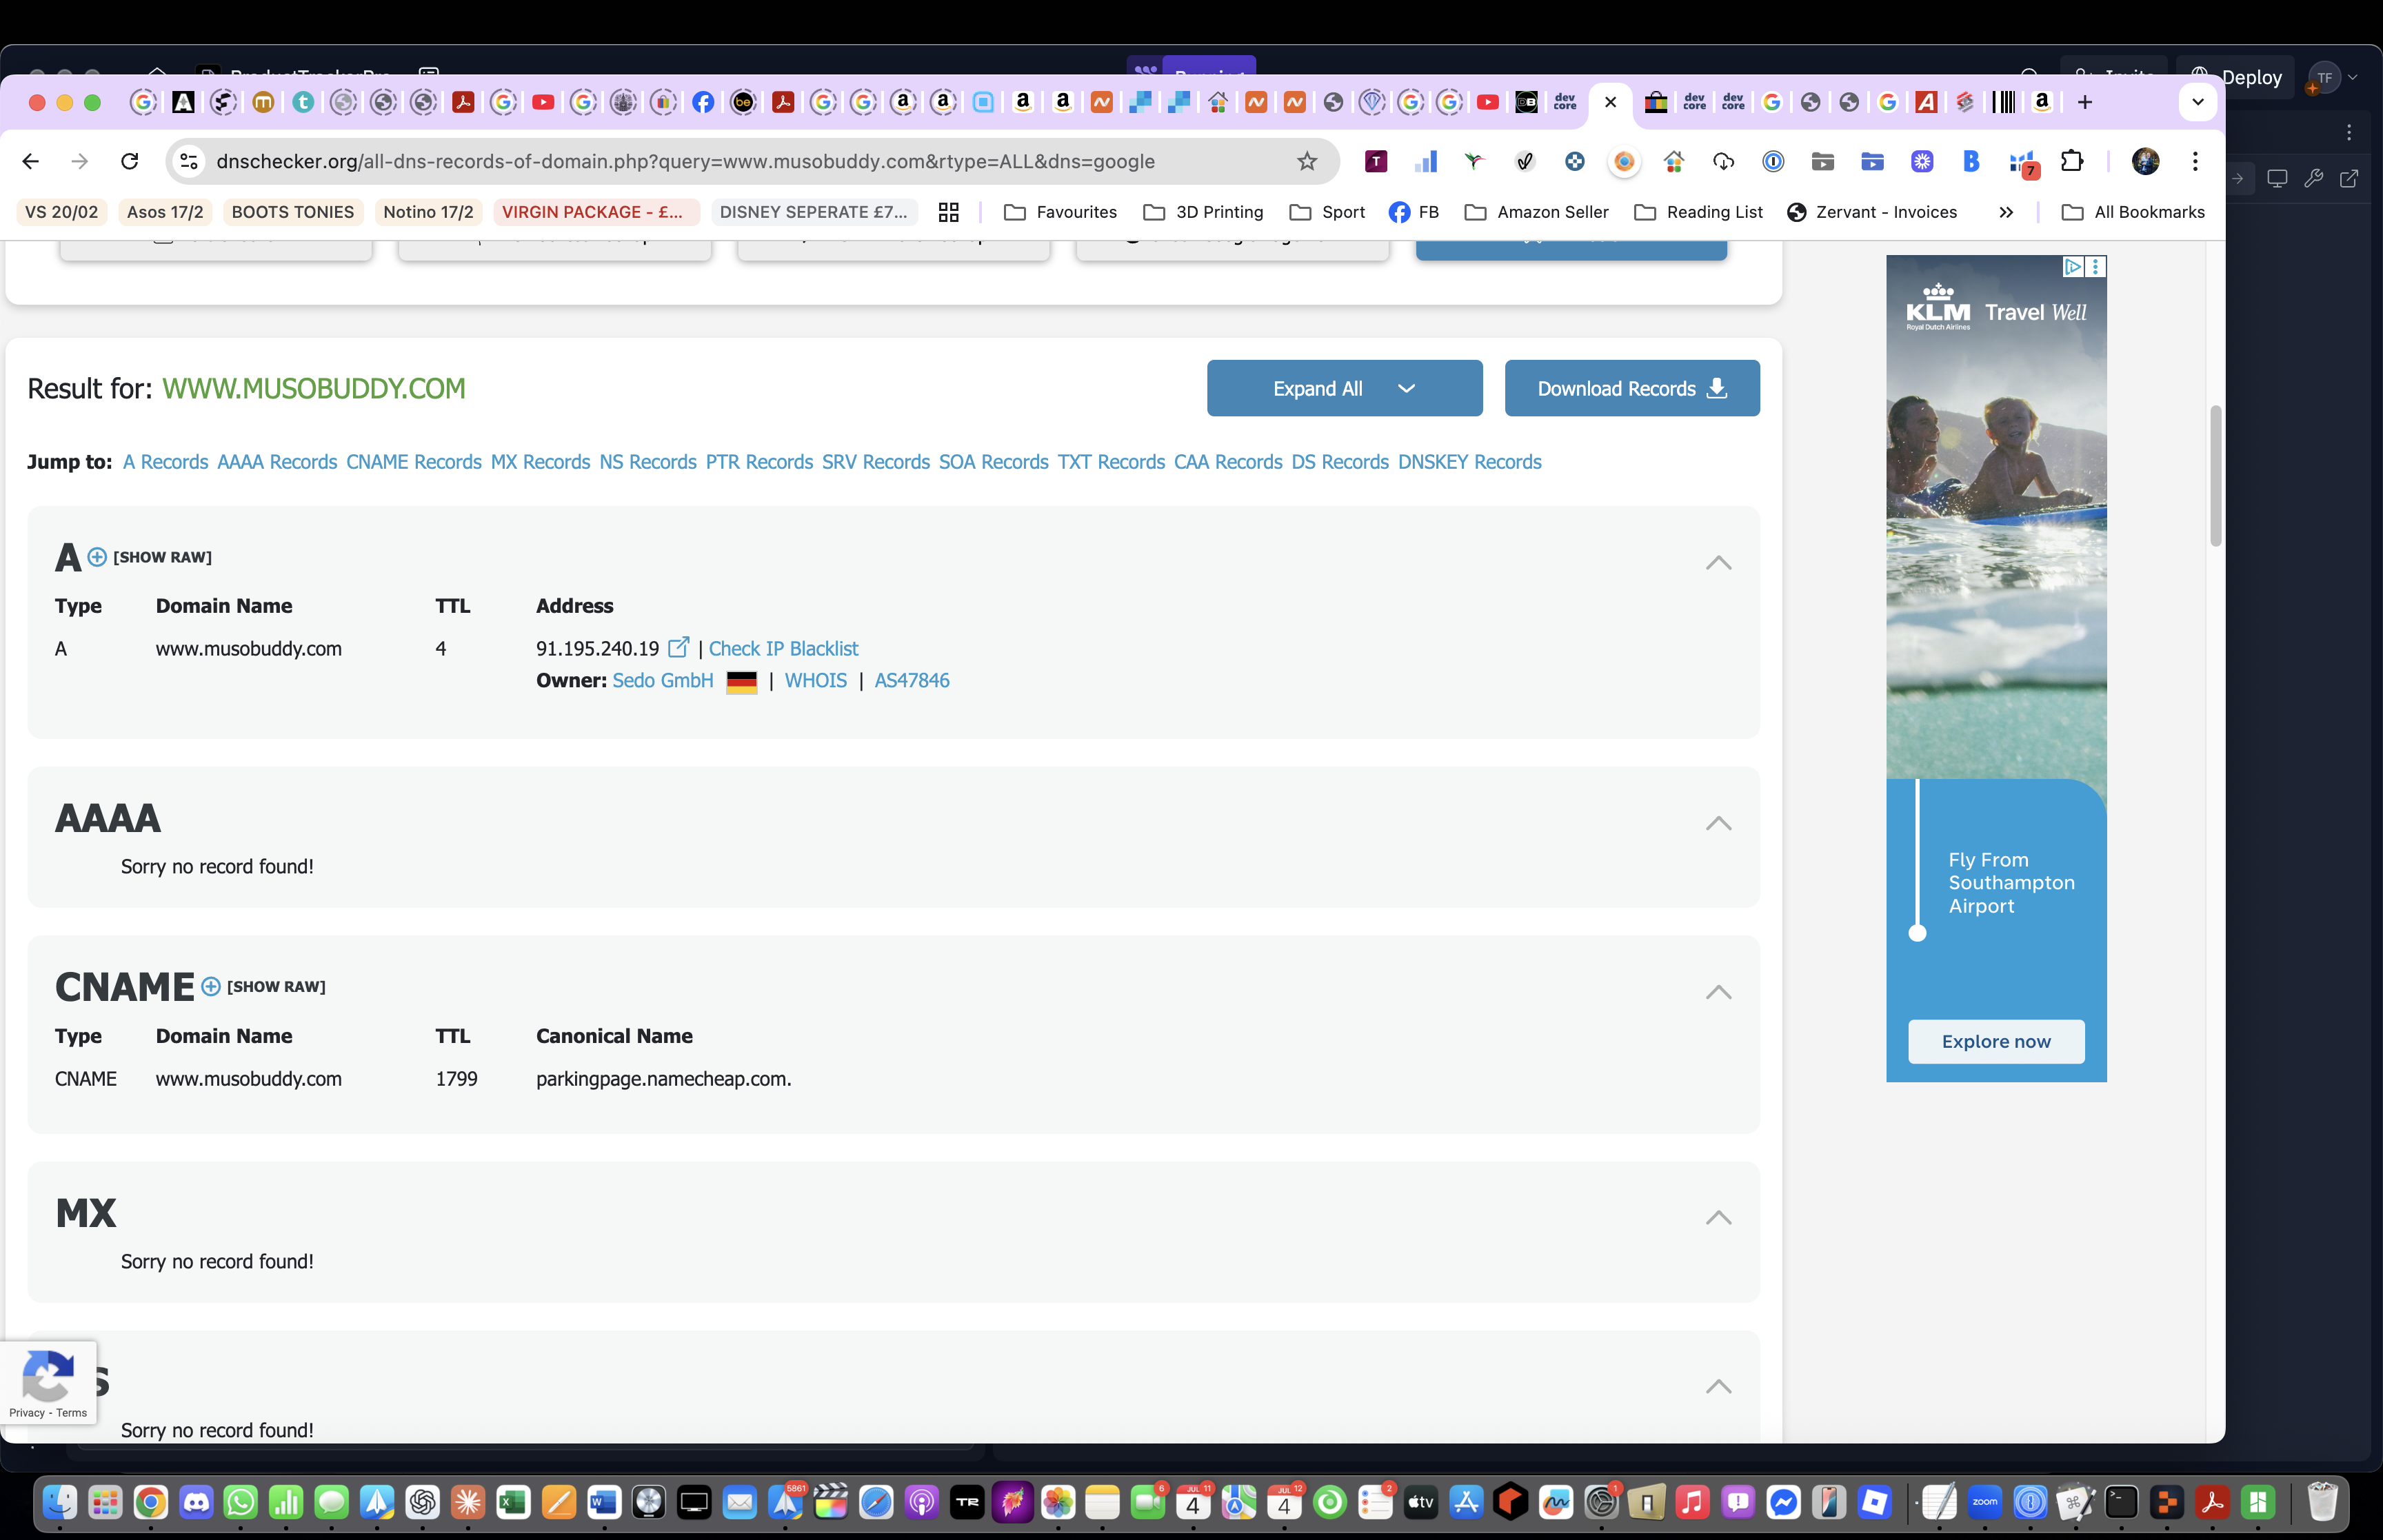 Deploy
TF
dnschecker.org/all-dns-records-of-domain.php?query=www.musobuddy.com&rtype=ALL&dns=google
7
VS 20/02
Asos 17/2
BOOTS TONIES
Notino 17/2
VIRGIN PACKAGE - £...
DISNEY SEPERATE £7...
Favourites
3D Printing
Sport
FB
Amazon Seller
Reading List
Zervant - Invoices
All Bookmarks
Result for: WWW.MUSOBUDDY.COM
Expand All
Download Records
Jump to: A Records AAAA Records CNAME Records MX Records NS Records PTR Records SRV Records SOA Records TXT Records CAA Records DS Records DNSKEY Records
A [SHOW RAW]
Type Domain Name TTL Address
A www.musobuddy.com 4 91.195.240.19 | Check IP Blacklist
Owner: Sedo GmbH | WHOIS | AS47846
AAAA
Sorry no record found!
CNAME [SHOW RAW]
Type Domain Name TTL Canonical Name
CNAME www.musobuddy.com 1799 parkingpage.namecheap.com.
MX
Sorry no record found!
S
Sorry no record found!
Privacy - Terms
KLM Travel Well
Royal Dutch Airlines
Fly From
Southampton
Airport
Explore now